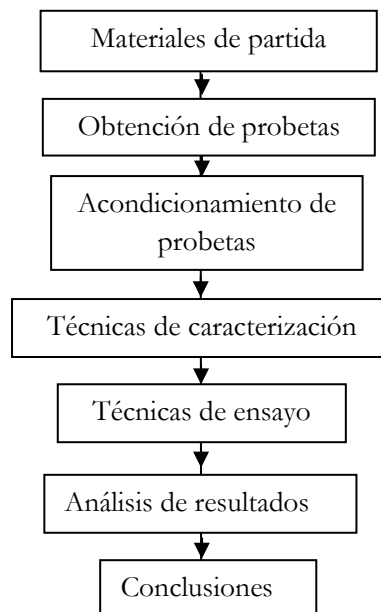 Materiales de partida
Obtención de probetas
Acondicionamiento de
probetas
Técnicas de caracterización
Técnicas de ensayo
Análisis de resultados
Conclusiones